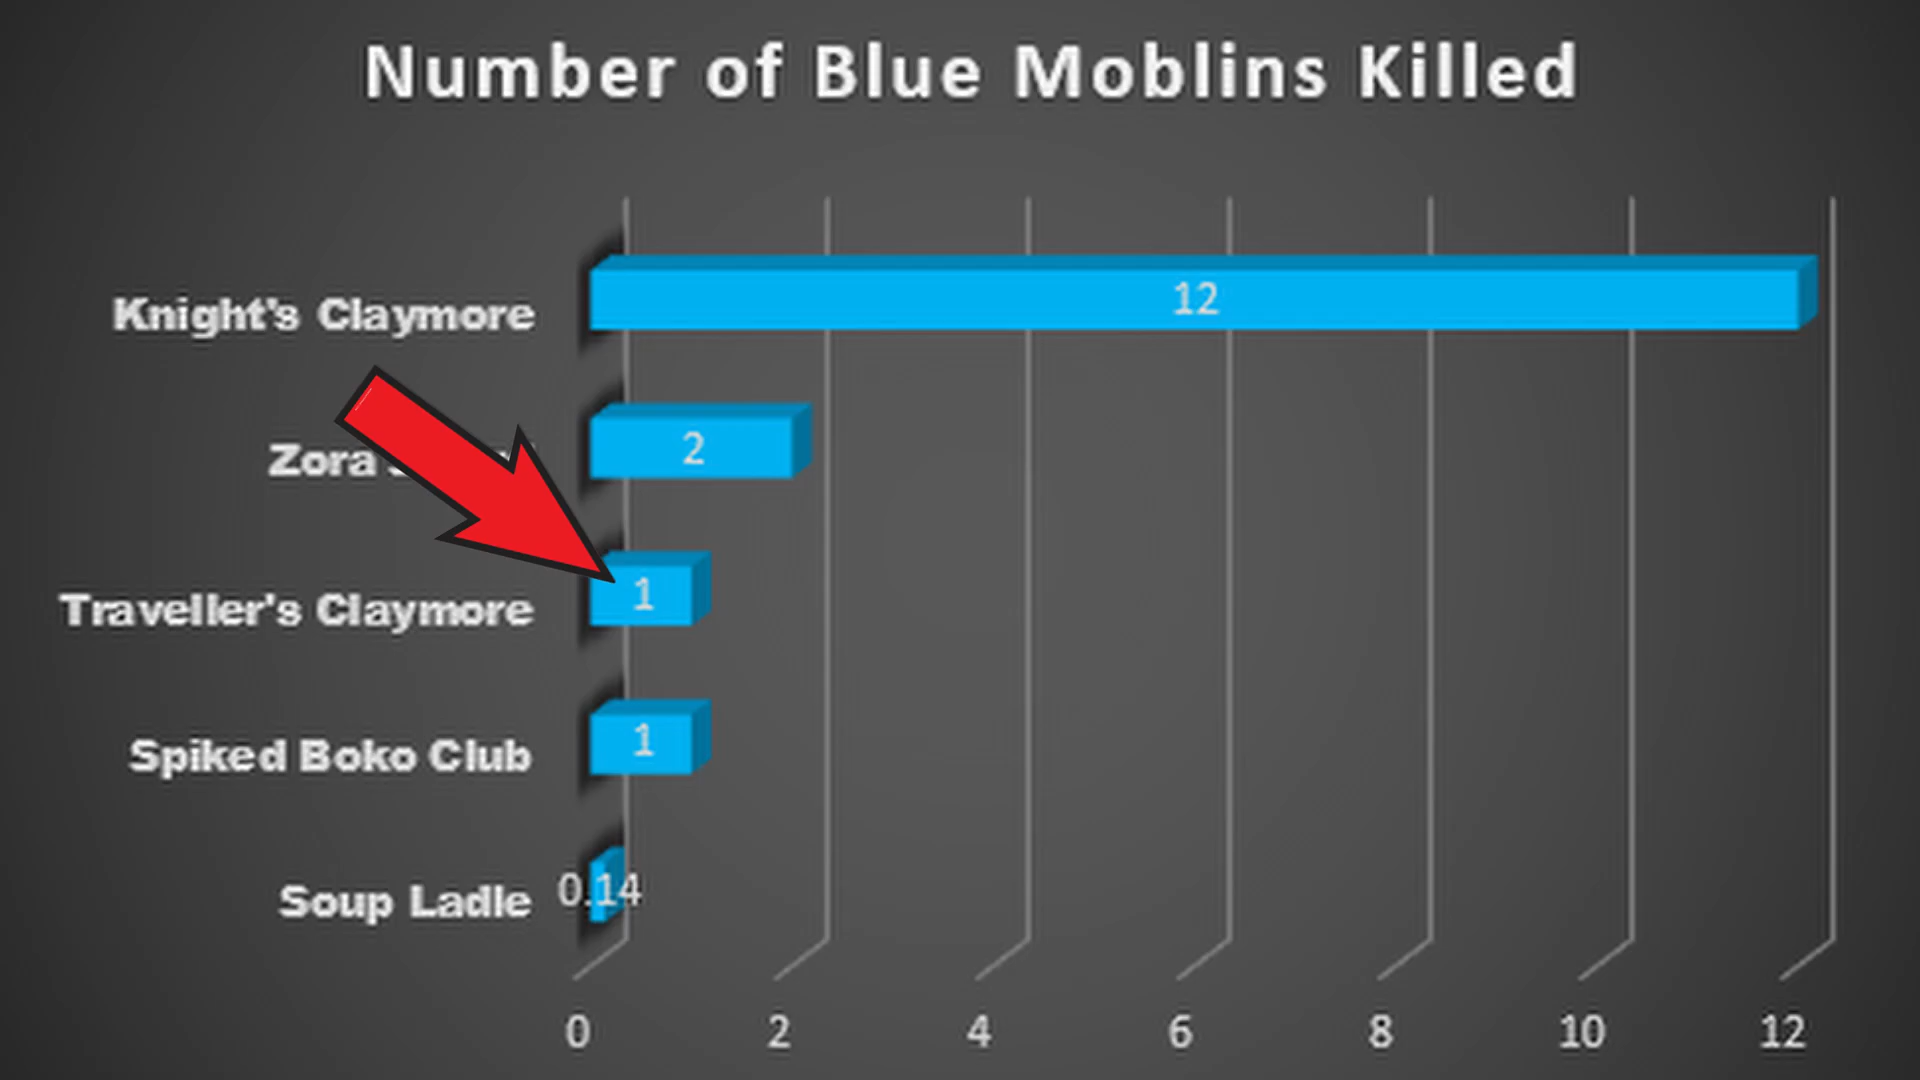 Number of Blue Moblins Killed
Knight's Claymore
12
Zora
2
Traveller's Claymore
1
Spiked Boko Club
1
Soup Ladle
0.14
0 2 4 6 8 10 12